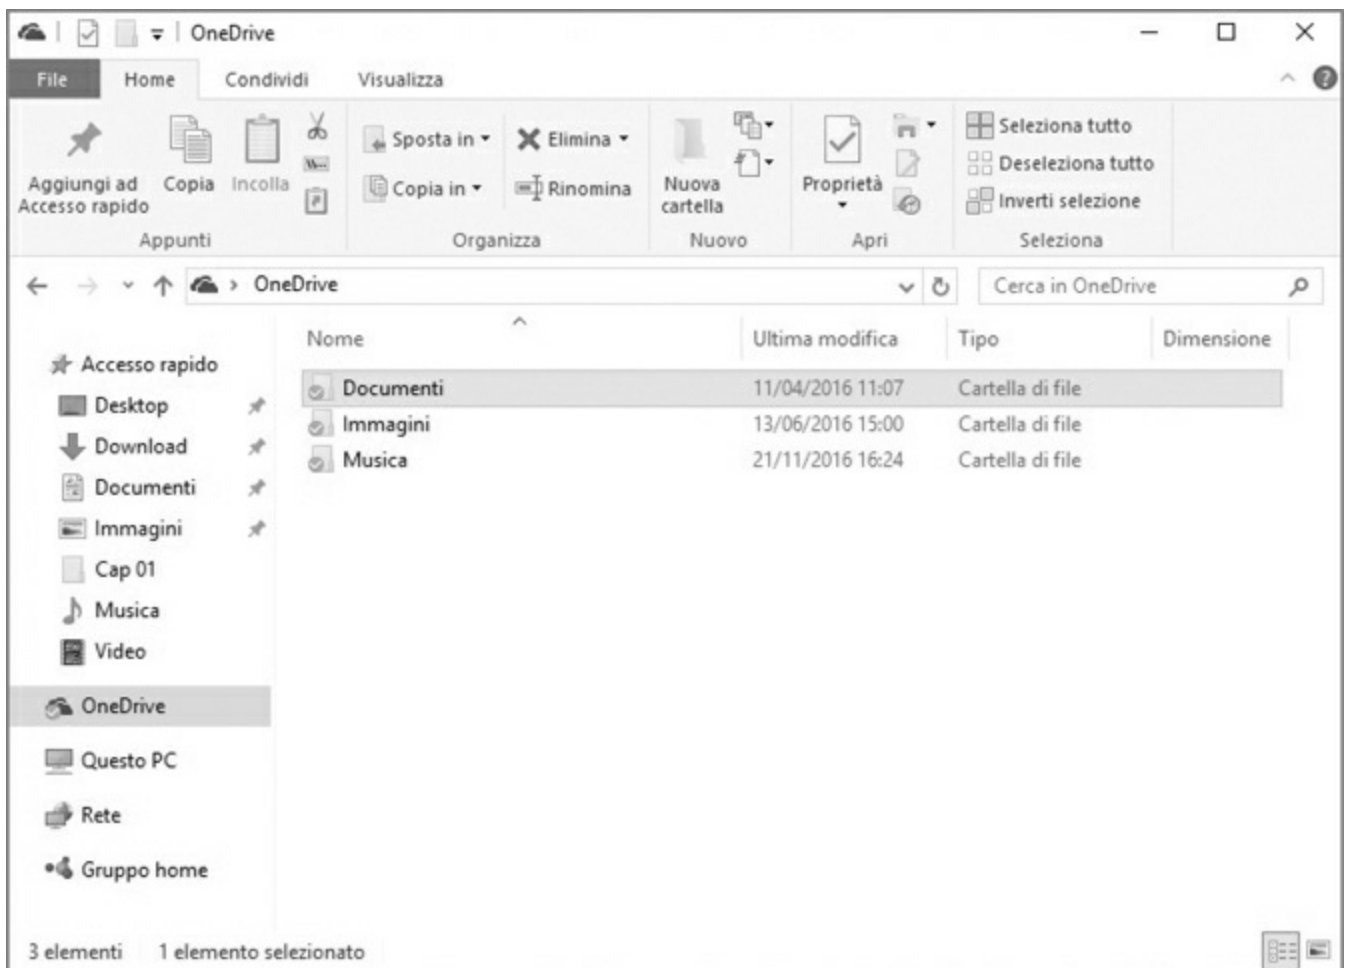 OneDrive
File Home Condividi Visualizza
Aggiungi ad
Accesso rapido
Copia
Incolla
Sposta in
Copia in
Elimina
Rinomina
Nuova
cartella
Proprietà
Seleziona tutto
Deseleziona tutto
Inverti selezione
Appunti Organizza Nuovo Apri Seleziona
OneDrive
Cerca in OneDrive
Nome Ultima modifica Tipo Dimensione
Documenti 11/04/2016 11:07 Cartella di file
Immagini 13/06/2016 15:00 Cartella di file
Musica 21/11/2016 16:24 Cartella di file
Accesso rapido
Desktop
Download
Documenti
Immagini
Cap 01
Musica
Video
OneDrive
Questo PC
Rete
Gruppo home
3 elementi 1 elemento selezionato